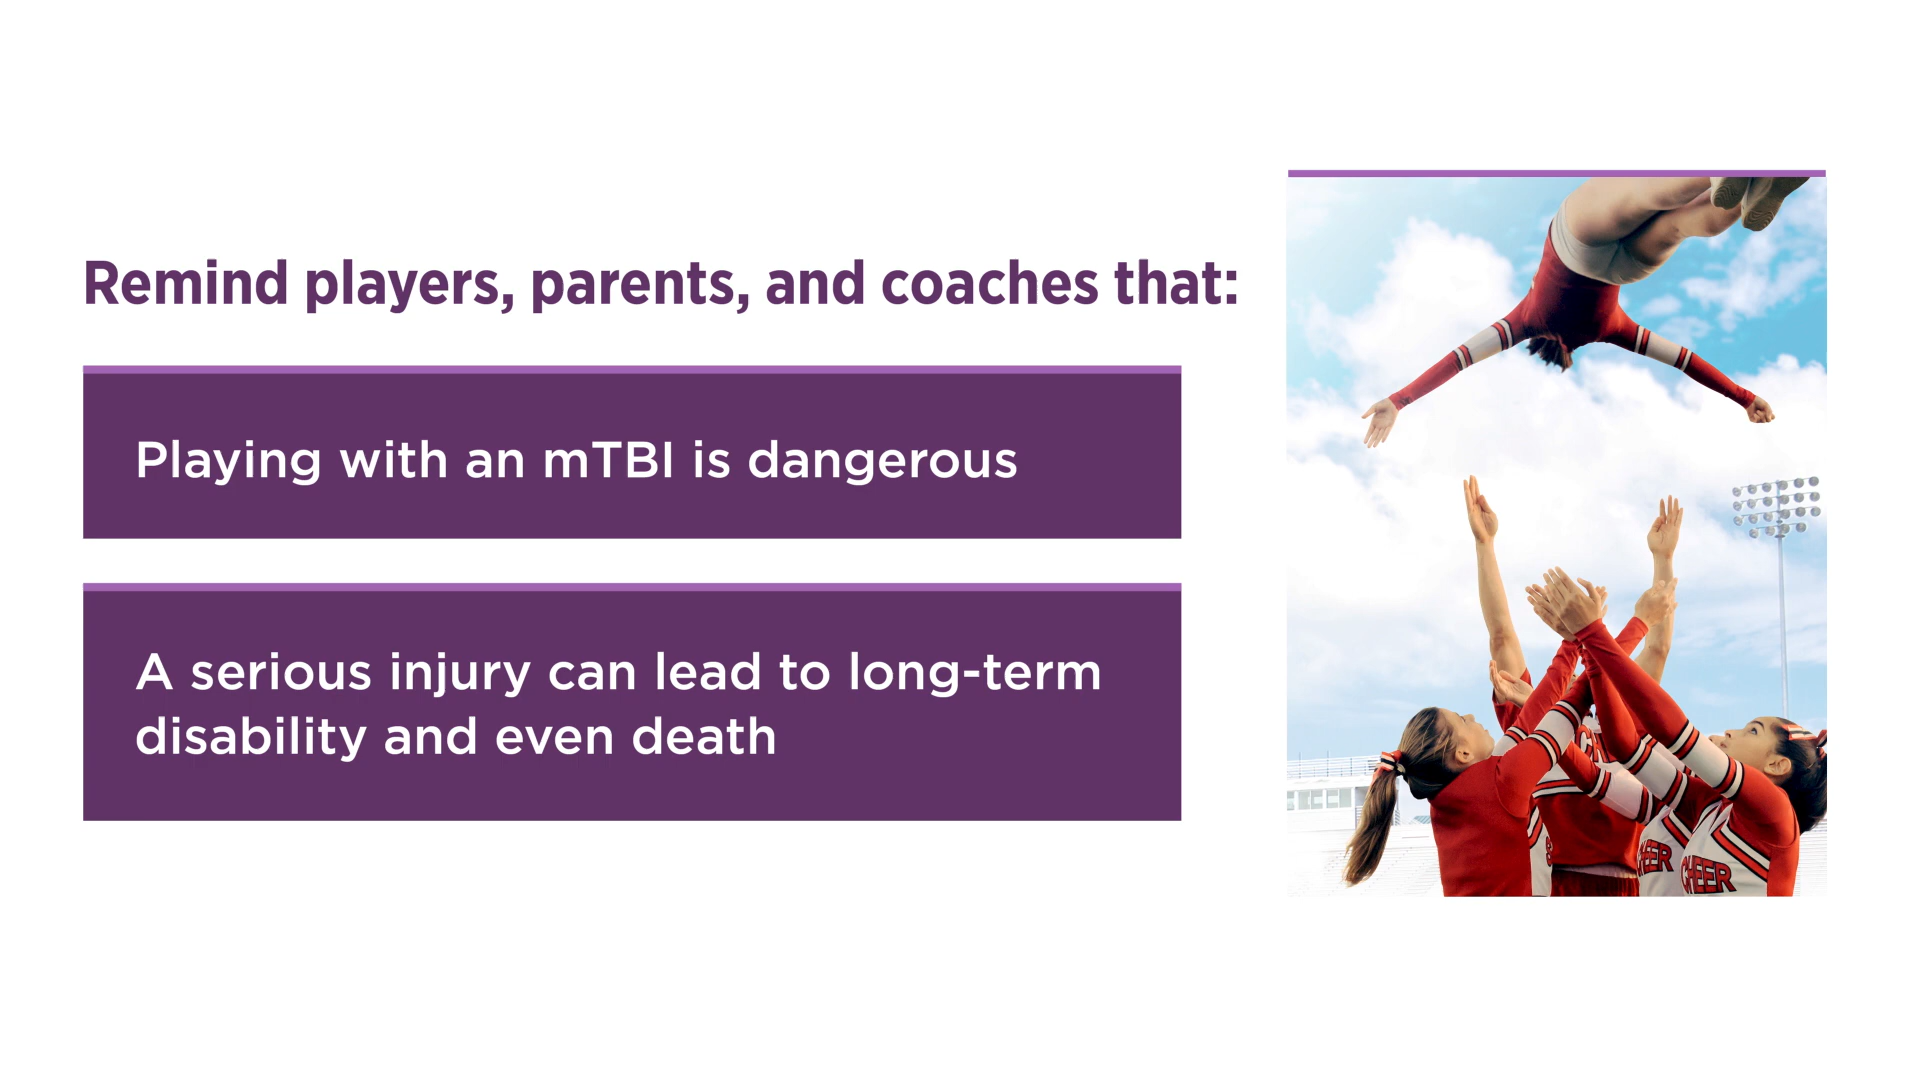 Remind players, parents, and coaches that:
Playing with an mTBI is dangerous
A serious injury can lead to long-term
disability and even death
CHEER